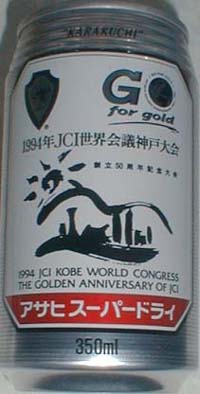 "KARAKUCHI"
GO
for gold
1994年JCI世界会議神戸大会
創立50周年記念大会
1994 JCI KOBE WORLD CONGRESS
THE GOLDEN ANNIVERSARY OF JCI
アサヒ スーパードライ
350ml